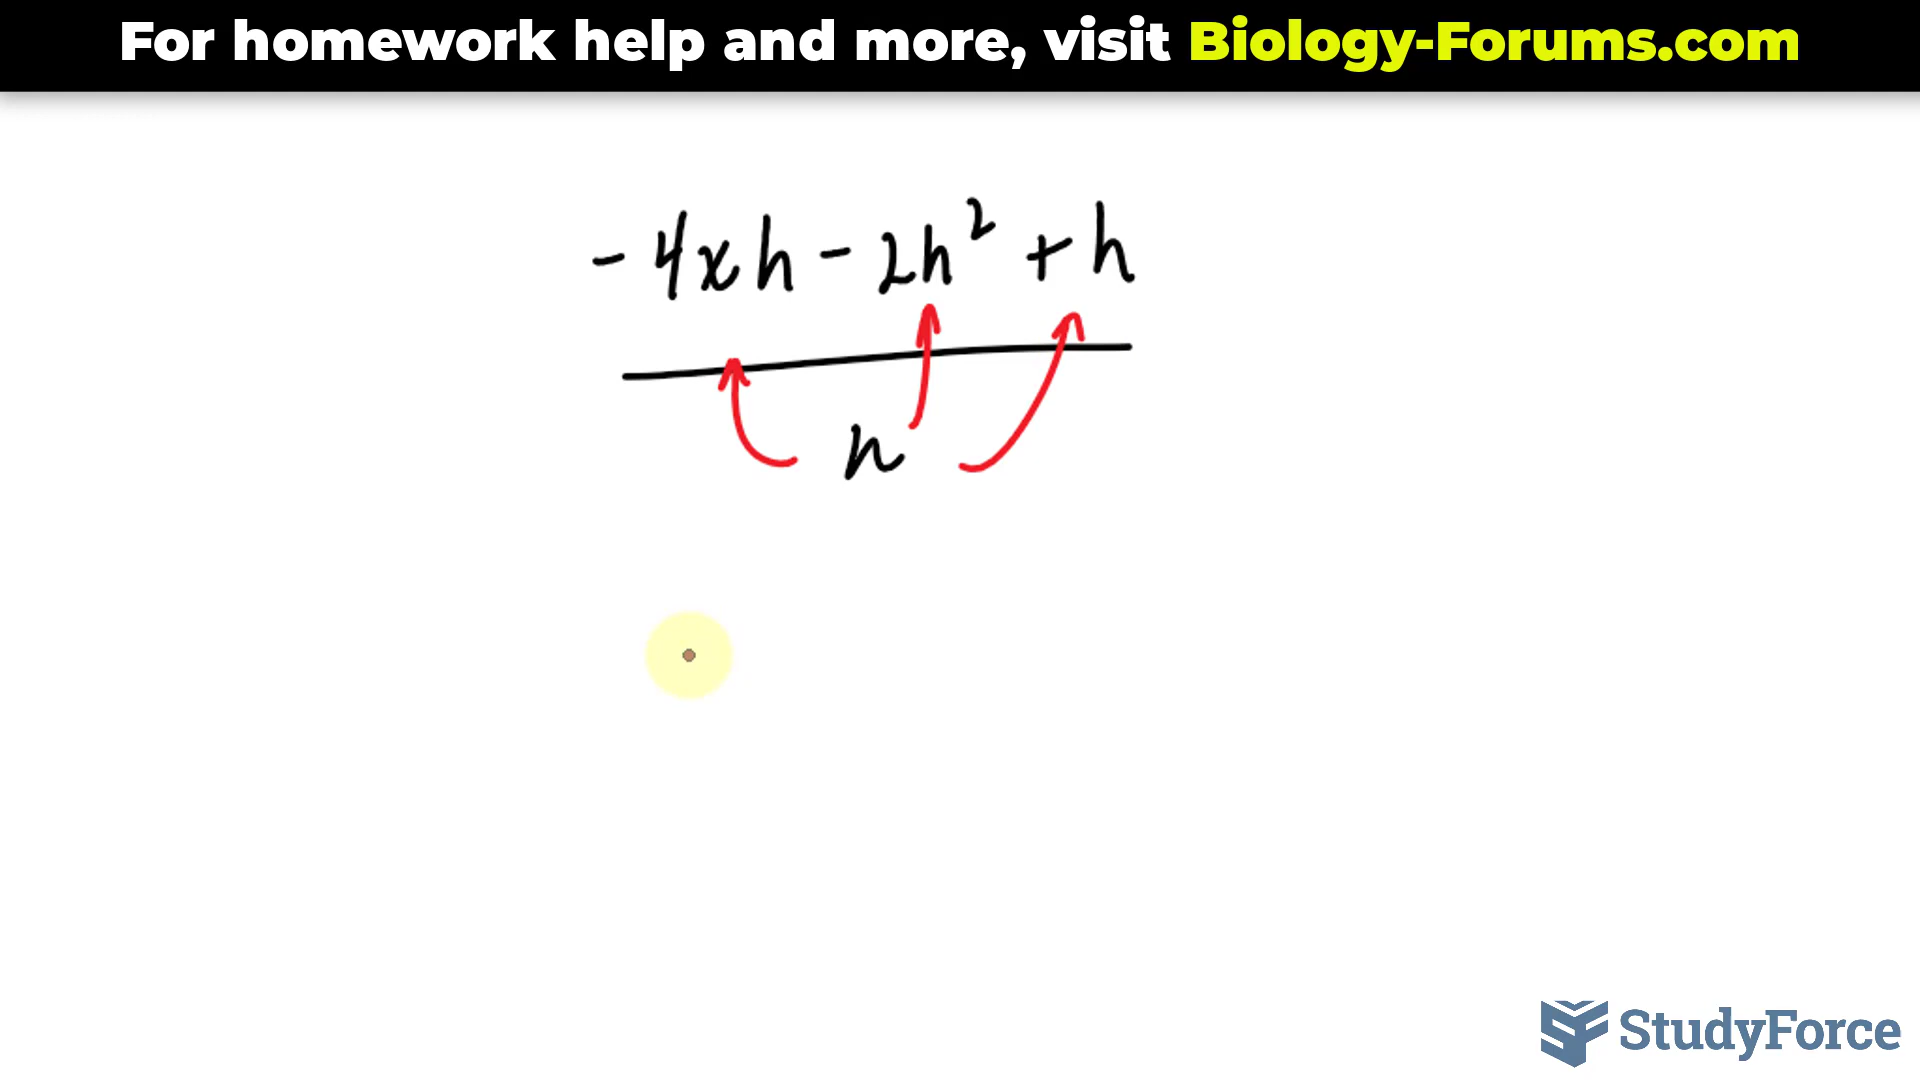 For homework help and more, visit Biology-Forums.com
-4xh - 2h² + h
h
StudyForce